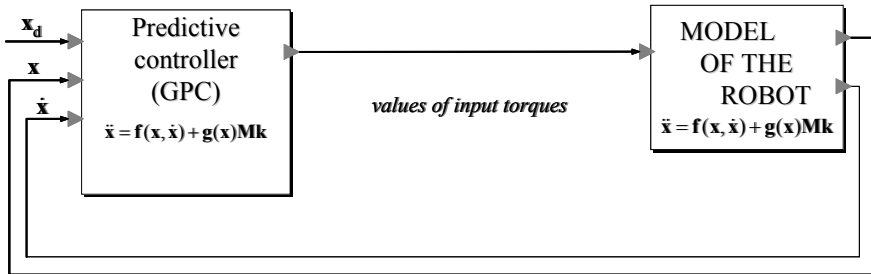 x_d
x
ẋ
Predictive
controller
(GPC)
ẍ = f(x, ẋ) + g(x)Mk
values of input torques
MODEL
OF THE
ROBOT
ẍ = f(x, ẋ) + g(x)Mk